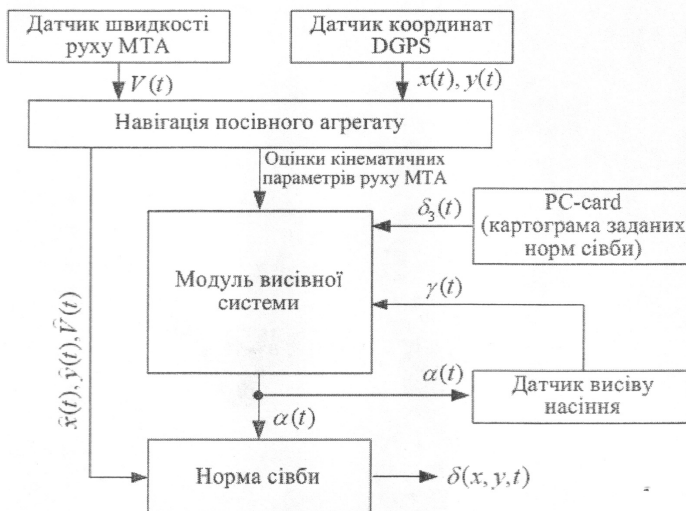 Датчик швидкості
руху МТА
Датчик координат
DGPS
V(t)
x(t), y(t)
Навігація посівного агрегату
Оцінки кінематичних
параметрів руху МТА
δ₃(t)
PC-card
(картограма заданих
норм сівби)
Модуль висівної
системи
γ(t)
x̂(t), ŷ(t), V̂(t)
α(t)
Датчик висіву
насіння
α(t)
Норма сівби
δ(x, y, t)